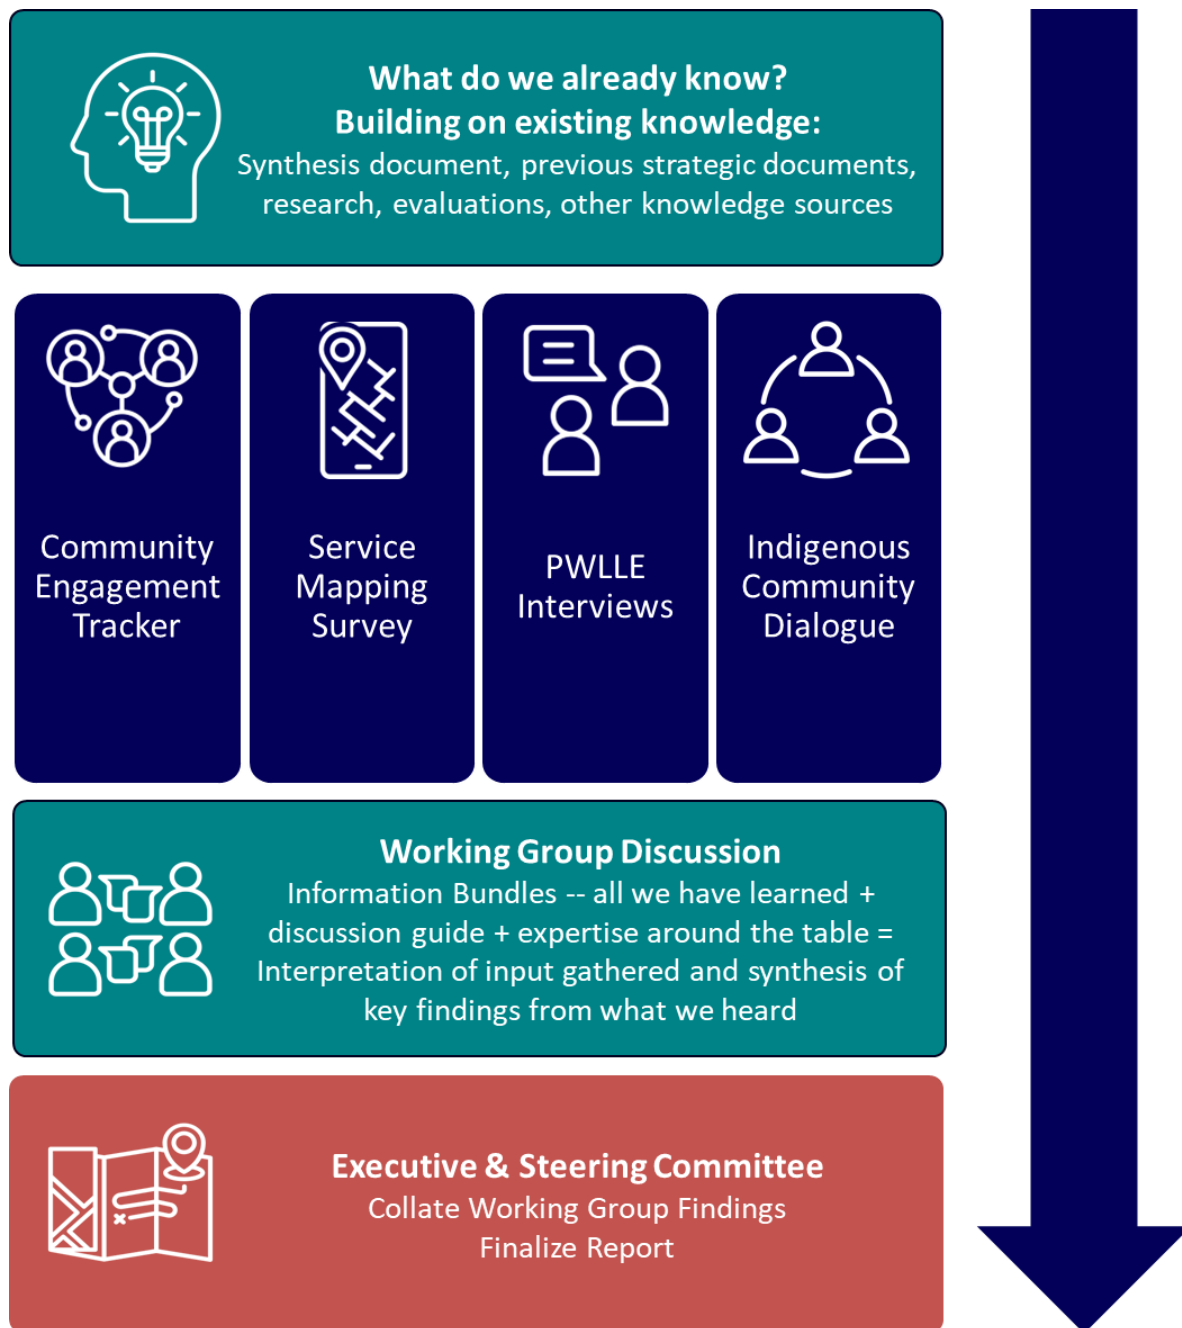 What do we already know?
Building on existing knowledge:
Synthesis document, previous strategic documents,
research, evaluations, other knowledge sources
Community
Engagement
Tracker
Service
Mapping
Survey
PWLLE
Interviews
Indigenous
Community
Dialogue
Working Group Discussion
Information Bundles -- all we have learned +
discussion guide + expertise around the table =
Interpretation of input gathered and synthesis of
key findings from what we heard
Executive & Steering Committee
Collate Working Group Findings
Finalize Report